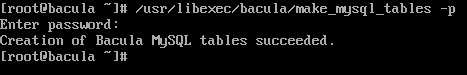 [root@bacula ~]# /usr/libexec/bacula/make_mysql_tables -p
Enter password:
Creation of Bacula MySQL tables succeeded.
[root@bacula ~]#